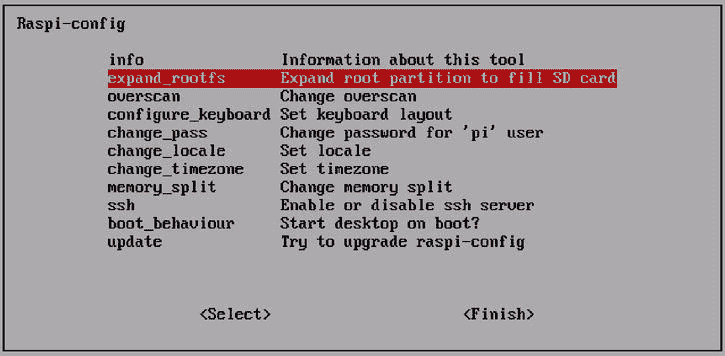 Raspi-config
info Information about this tool
expand_rootfs Expand root partition to fill SD card
overscan Change overscan
configure_keyboard Set keyboard layout
change_pass Change password for 'pi' user
change_locale Set locale
change_timezone Set timezone
memory_split Change memory split
ssh Enable or disable ssh server
boot_behaviour Start desktop on boot?
update Try to upgrade raspi-config
<Select> <Finish>